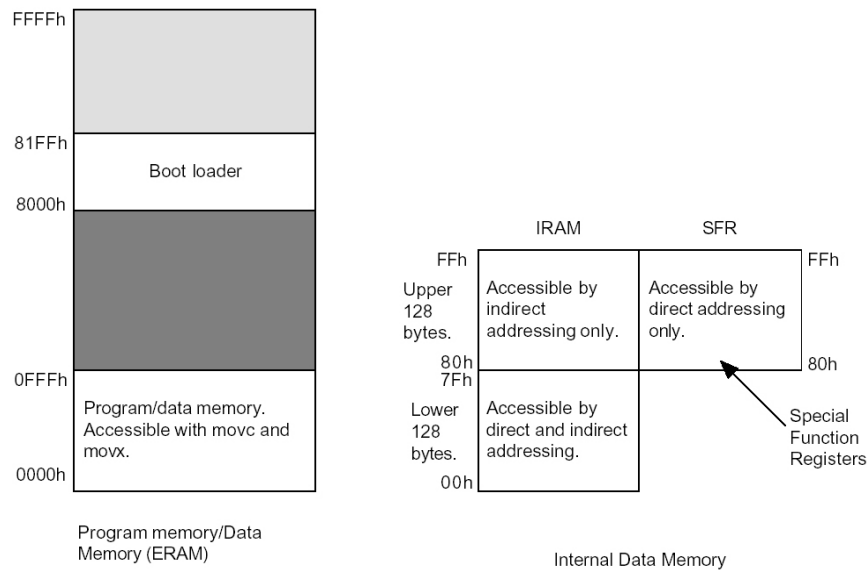 FFFFh
81FFh
Boot loader
8000h
0FFFh
Program/data memory.
Accessible with movc and
movx.
0000h
Program memory/Data
Memory (ERAM)
IRAM
SFR
FFh
FFh
Upper
128
bytes.
Accessible by
indirect
addressing only.
Accessible by
direct addressing
only.
80h
80h
7Fh
Lower
128
bytes.
Accessible by
direct and indirect
addressing.
00h
Special
Function
Registers
Internal Data Memory